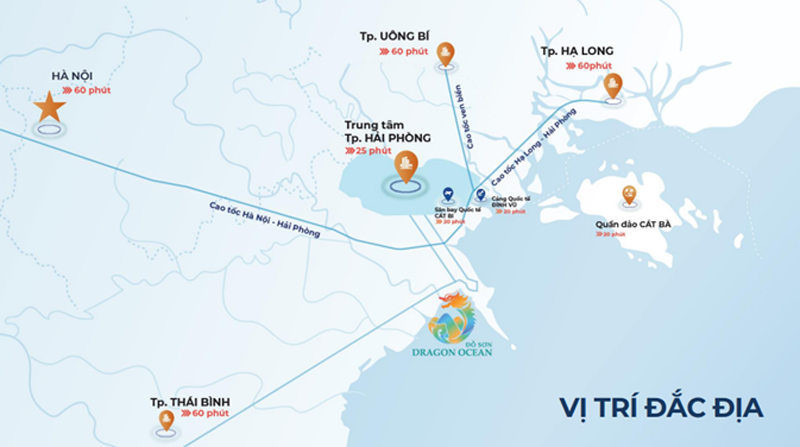 Tp. UÔNG BÍ
60 phút
Tp. HẠ LONG
60phút
HÀ NỘI
60 phút
Trung tâm
Tp. HẢI PHÒNG
25 phút
Cao tốc ven biển
Cao tốc Hạ Long - Hải Phòng
Sân bay Quốc tế
CÁT BI
20 phút
Cảng Quốc tế
ĐÌNH VŨ
20 phút
Quần đảo CÁT BÀ
20 phút
Cao tốc Hà Nội - Hải Phòng
ĐỒ SƠN
DRAGON OCEAN
Tp. THÁI BÌNH
60 phút
VỊ TRÍ ĐẮC ĐỊA